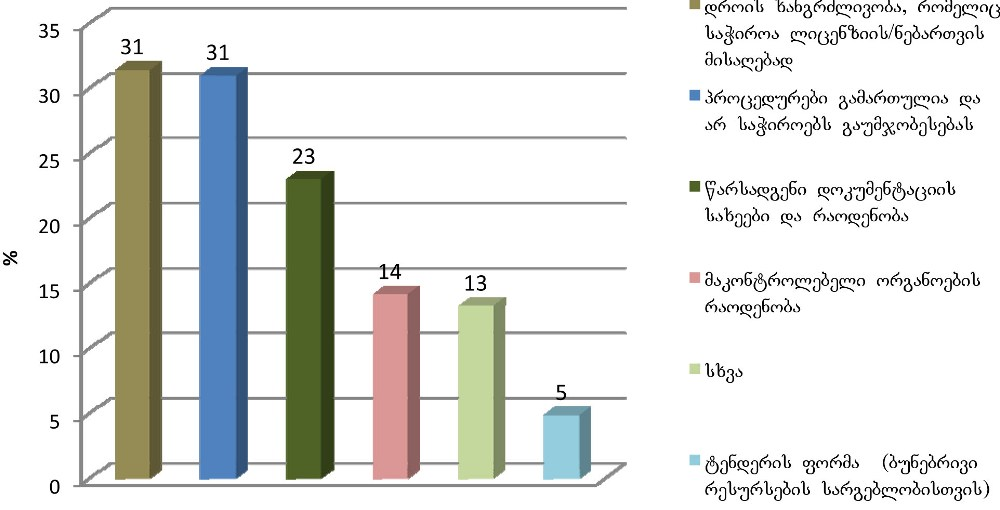 35
30
25
20
15
10
5
0
%
31
31
23
14
13
5
დროის ხანგრძლივობა, რომელიც
საჭიროა ლიცენზიის/ნებართვის
მისაღებად
პროცედურები გამართულია და
არ საჭიროებს გაუმჯობესებას
წარსადგენი დოკუმენტაციის
სახეები და რაოდენობა
მაკონტროლებელი ორგანოების
რაოდენობა
სხვა
ტენდერის ფორმა (ბუნებრივი
რესურსების სარგებლობისთვის)